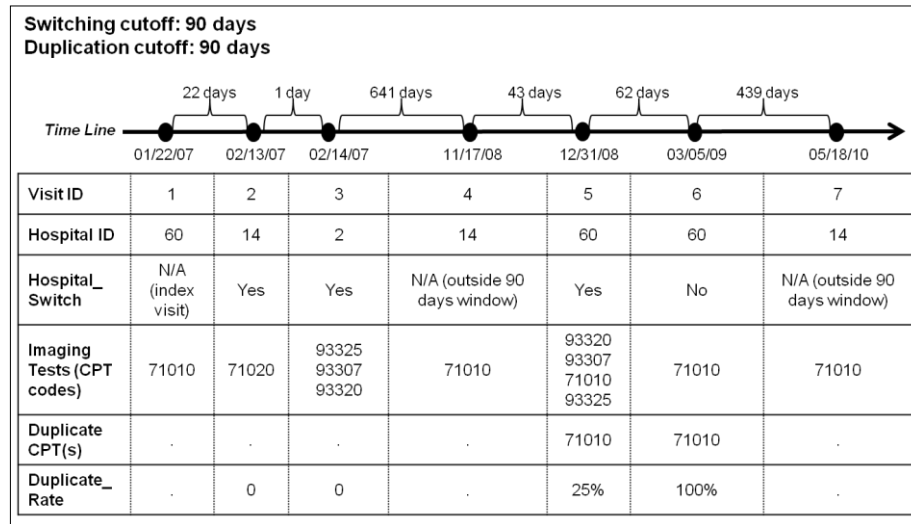 Switching cutoff: 90 days
Duplication cutoff: 90 days
22 days 1 day 641 days 43 days 62 days 439 days
Time Line
01/22/07 02/13/07 02/14/07 11/17/08 12/31/08 03/05/09 05/18/10
Visit ID 1 2 3 4 5 6 7
Hospital ID 60 14 2 14 60 60 14
Hospital_
Switch
N/A
(index
visit)
Yes
Yes
N/A (outside 90
days window)
Yes
No
N/A (outside 90
days window)
Imaging
Tests (CPT
codes)
71010
71020
93325
93307
93320
71010
93320
93307
71010
93325
71010
71010
Duplicate
CPT(s)
. . . . 71010 71010 .
Duplicate_
Rate
. 0 0 . 25% 100% .